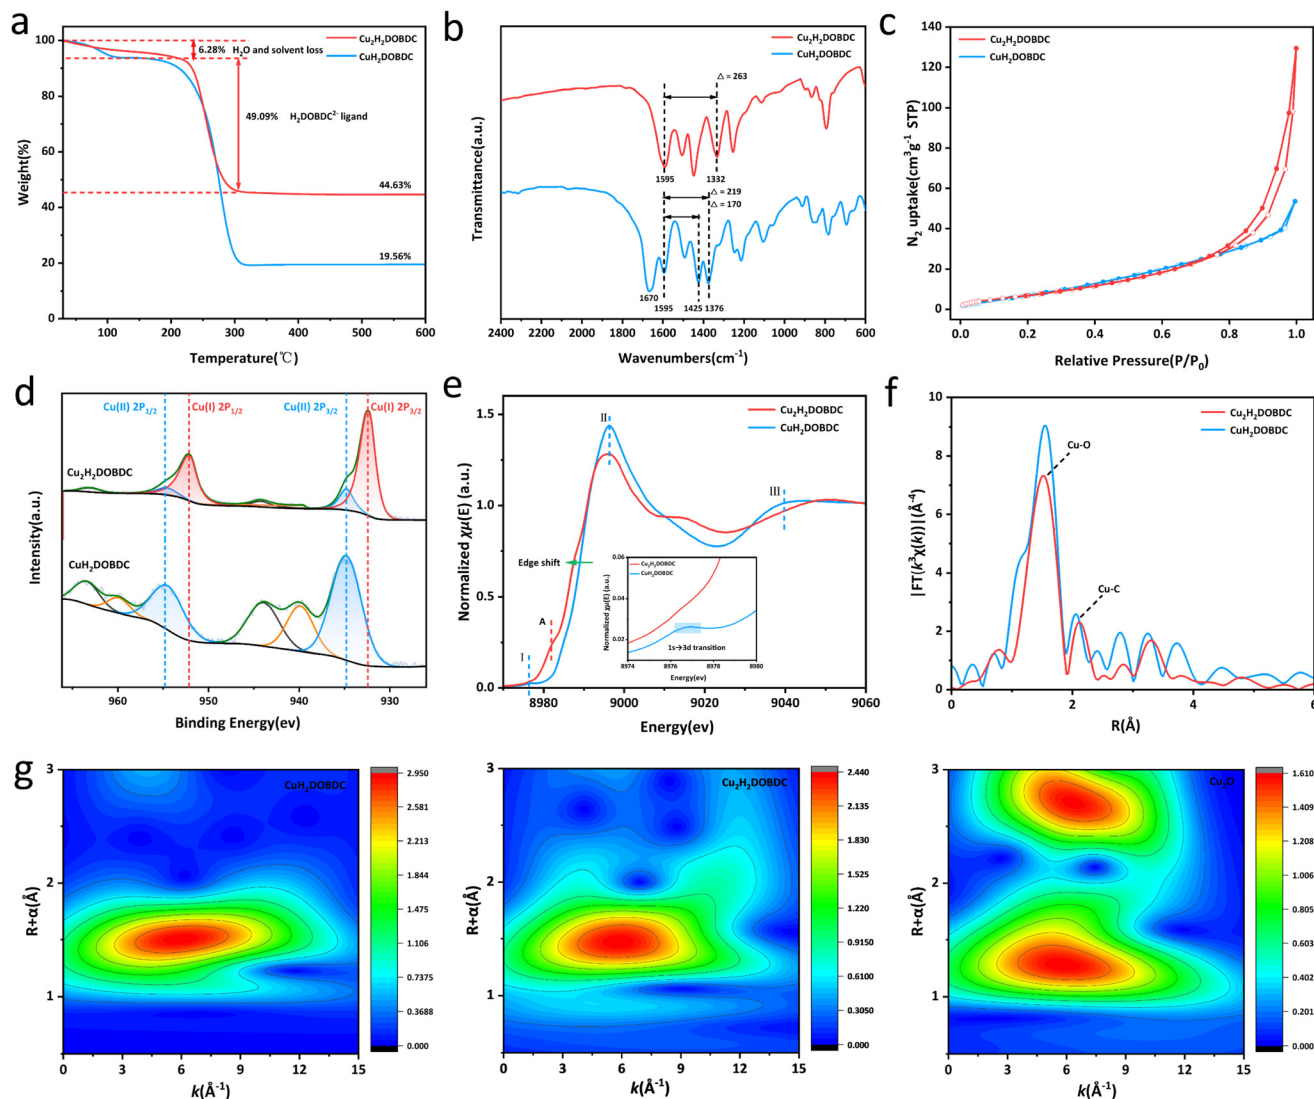 a
100
80
60
40
20
0
Weight(%)
100
200
300
400
500
600
Temperature(℃)
Cu₂H₂DOBDC
CuH₂DOBDC
6.28% H₂O and solvent loss
49.09% H₂DOBDC²⁻ ligand
44.63%
19.56%
b
Transmittance(a.u.)
Cu₂H₂DOBDC
CuH₂DOBDC
△ = 263
1595
1332
△ = 219
△ = 170
1670
1595
1425
1376
2400
2200
2000
1800
1600
1400
1200
1000
800
600
Wavenumbers(cm⁻¹)
c
N₂ uptake(cm³g⁻¹ STP)
140
120
100
80
60
40
20
0
Cu₂H₂DOBDC
CuH₂DOBDC
0.0
0.2
0.4
0.6
0.8
1.0
Relative Pressure(P/P₀)
d
Cu(II) 2P₁/₂
Cu(I) 2P₁/₂
Cu(II) 2P₃/₂
Cu(I) 2P₃/₂
Cu₂H₂DOBDC
CuH₂DOBDC
Intensity(a.u.)
960
950
940
930
Binding Energy(ev)
e
Normalized χμ(E) (a.u.)
1.5
1.0
0.5
0.0
Cu₂H₂DOBDC
CuH₂DOBDC
II
III
Edge shift
A
I
Normalized χμ(E) (a.u.)
0.06
0.04
0.02
Cu₂H₂DOBDC
CuH₂DOBDC
1s→3d transition
8974
8976
8978
8980
Energy(ev)
8980
9000
9020
9040
9060
Energy(ev)
f
|FT(k³χ(k))|(Å⁻⁴)
10
8
6
4
2
0
Cu₂H₂DOBDC
CuH₂DOBDC
Cu-O
Cu-C
0
2
4
6
R(Å)
g
R+α(Å)
3
2
1
CuH₂DOBDC
0
3
6
9
12
15
k(Å⁻¹)
2.950
2.581
2.213
1.844
1.475
1.106
0.7375
0.3688
0.000
R+α(Å)
3
2
1
Cu₂H₂DOBDC
0
3
6
9
12
15
k(Å⁻¹)
2.440
2.135
1.830
1.525
1.220
0.9150
0.6100
0.3050
0.000
R+α(Å)
3
2
1
Cu₂O
0
3
6
9
12
15
k(Å⁻¹)
1.610
1.409
1.208
1.006
0.805
0.603
0.402
0.201
0.000